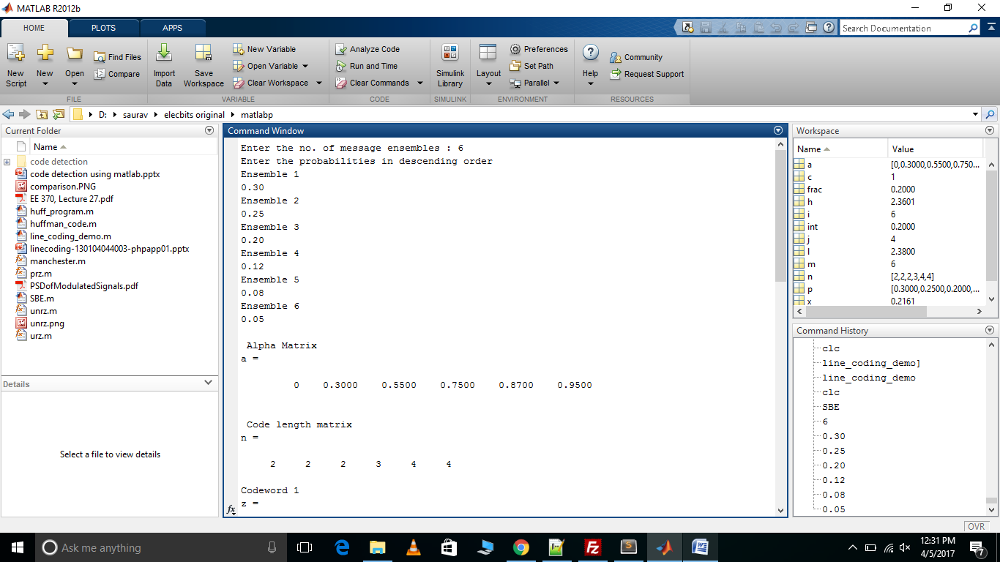 MATLAB R2012b
HOME PLOTS APPS
Search Documentation
New Script
New
Open
Find Files
Compare
Import Data
Save Workspace
New Variable
Open Variable
Clear Workspace
Analyze Code
Run and Time
Clear Commands
Simulink Library
Layout
Preferences
Set Path
Parallel
Help
Community
Request Support
FILE VARIABLE CODE SIMULINK ENVIRONMENT RESOURCES
D: saurav elecbits original matlabp
Current Folder
Name
code detection
code detection using matlab.pptx
comparison.PNG
EE 370, Lecture 27.pdf
huff_program.m
huffman_code.m
line_coding_demo.m
linecoding-130104044003-phpapp01.pptx
manchester.m
prz.m
PSDofModulatedSignals.pdf
SBE.m
unrz.m
unrz.png
urz.m
Details
Select a file to view details
Command Window
Enter the no. of message ensembles : 6
Enter the probabilities in descending order
Ensemble 1
0.30
Ensemble 2
0.25
Ensemble 3
0.20
Ensemble 4
0.12
Ensemble 5
0.08
Ensemble 6
0.05
Alpha Matrix
a =
0 0.3000 0.5500 0.7500 0.8700 0.9500
Code length matrix
n =
2 2 2 3 4 4
Codeword 1
z =
fx
Workspace
Name Value
a [0,0.3000,0.5500,0.750...
c 1
frac 0.2000
h 2.3601
i 6
int 0.2000
j 4
l 2.3800
m 6
n [2,2,2,3,4,4]
p [0.3000,0.2500,0.2000,...
x 0.2161
Command History
clc
line_coding_demo]
line_coding_demo
clc
SBE
6
0.30
0.25
0.20
0.12
0.08
0.05
OVR
Ask me anything
12:31 PM
4/5/2017
7